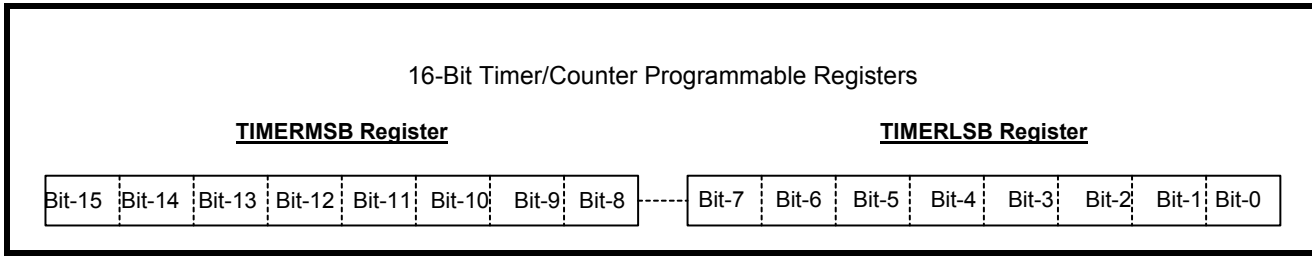 16-Bit Timer/Counter Programmable Registers
TIMERMSB Register TIMERLSB Register
Bit-15 Bit-14 Bit-13 Bit-12 Bit-11 Bit-10 Bit-9 Bit-8 Bit-7 Bit-6 Bit-5 Bit-4 Bit-3 Bit-2 Bit-1 Bit-0